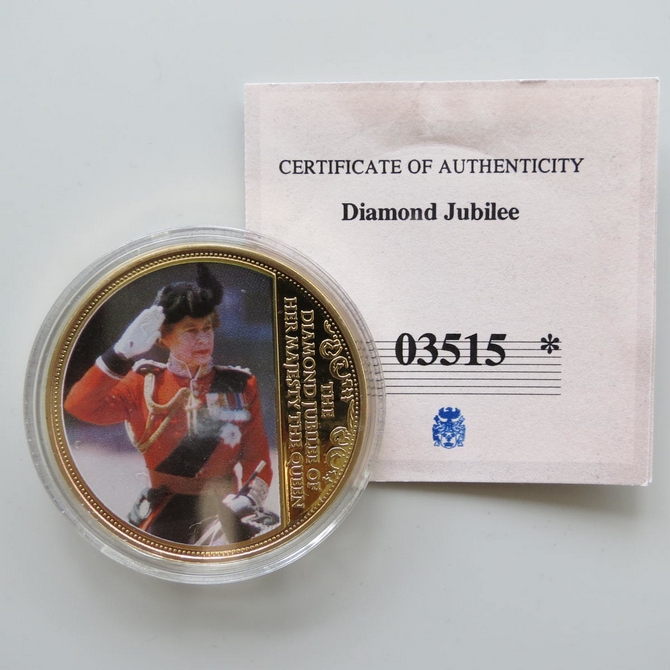 CERTIFICATE OF AUTHENTICITY
Diamond Jubilee
03515 *
THE
DIAMOND JUBILEE OF
HER MAJESTY THE QUEEN